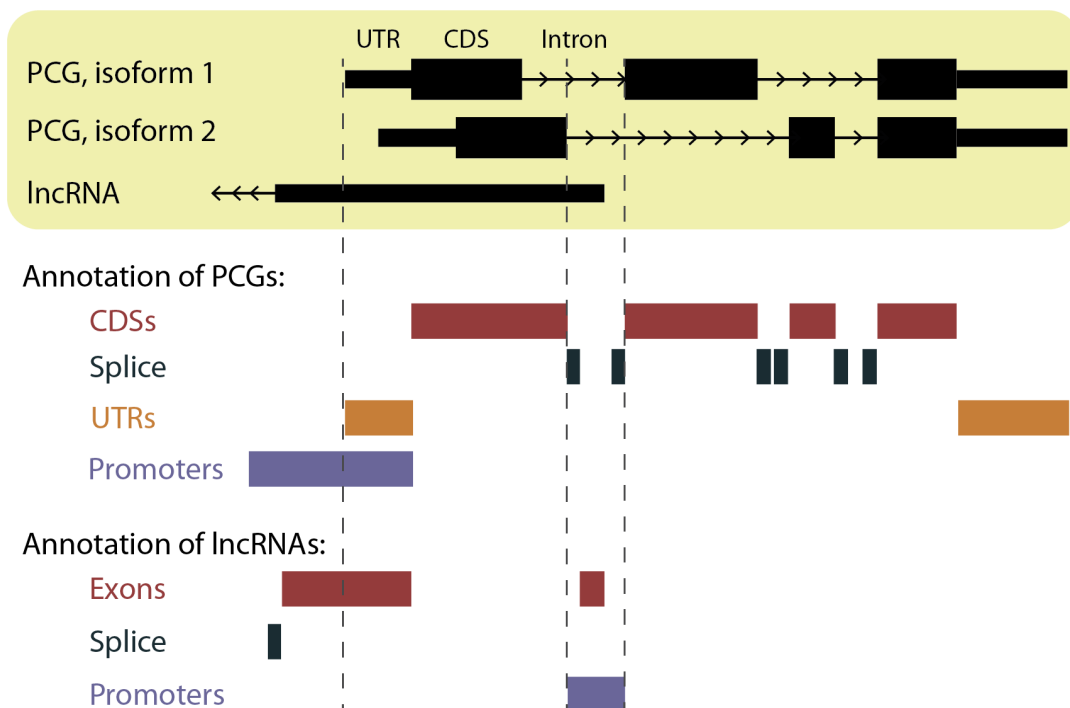 UTR CDS Intron
PCG, isoform 1
PCG, isoform 2
lncRNA
Annotation of PCGs:
CDSs
Splice
UTRs
Promoters
Annotation of lncRNAs:
Exons
Splice
Promoters